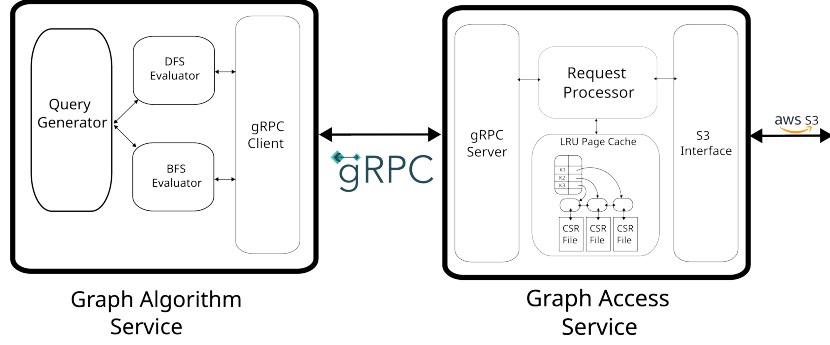 Query
Generator
DFS
Evaluator
BFS
Evaluator
gRPC
Client
Graph Algorithm
Service
gRPC
gRPC
Server
Request
Processor
LRU Page Cache
K1
K2
K3
CSR
File
CSR
File
CSR
File
S3
Interface
Graph Access
Service
aws S3